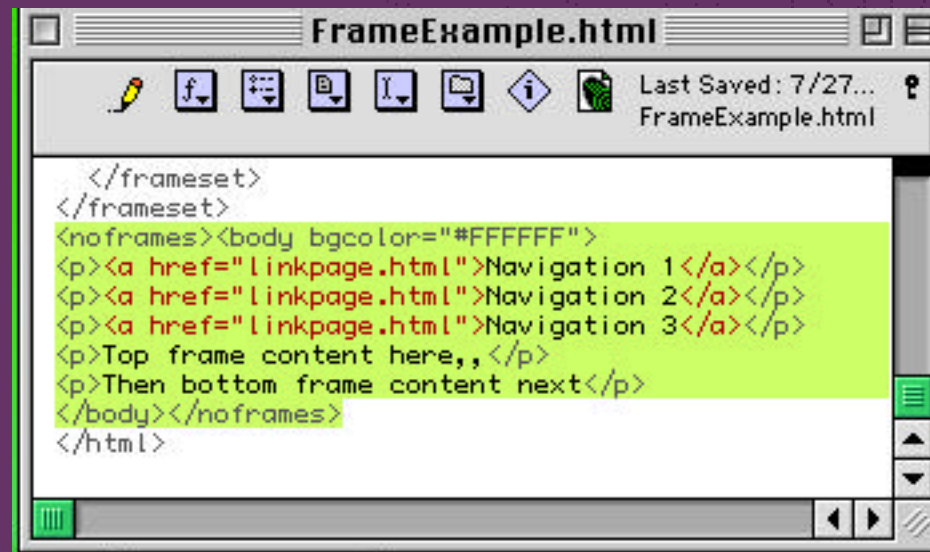 FrameExample.html
Last Saved: 7/27...
FrameExample.html
</frameset>
</frameset>
<noframes><body bgcolor="#FFFFFF">
<p><a href="linkpage.html">Navigation 1</a></p>
<p><a href="linkpage.html">Navigation 2</a></p>
<p><a href="linkpage.html">Navigation 3</a></p>
<p>Top frame content here,,</p>
<p>Then bottom frame content next</p>
</body></noframes>
</html>